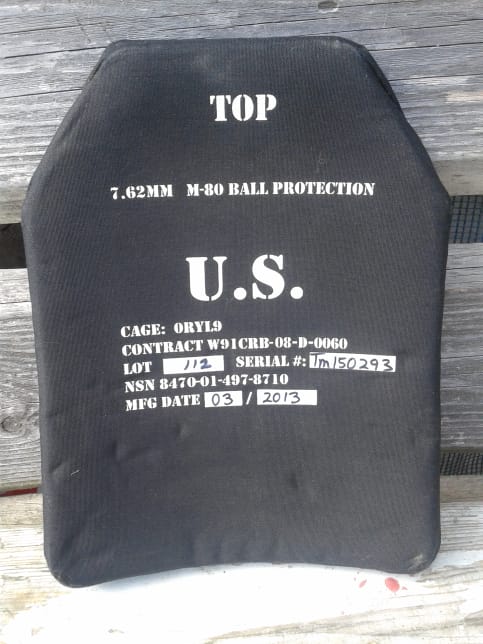 TOP
7.62MM M-80 BALL PROTECTION
U.S.
CAGE: 0RYL9
CONTRACT W91CRB-08-D-0060
LOT 112 SERIAL #: Tm150293
NSN 8470-01-497-8710
MFG DATE 03 / 2013